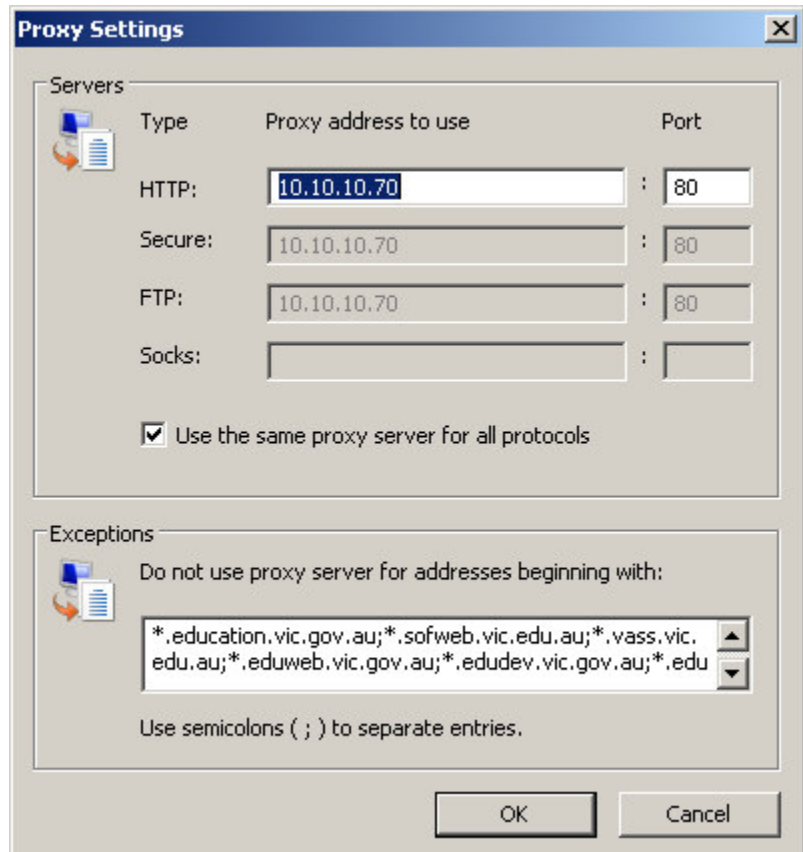 Proxy Settings
Servers
Type Proxy address to use Port
HTTP: 10.10.10.70 : 80
Secure: 10.10.10.70 : 80
FTP: 10.10.10.70 : 80
Socks: :
Use the same proxy server for all protocols
Exceptions
Do not use proxy server for addresses beginning with:
*.education.vic.gov.au;*.sofweb.vic.edu.au;*.vass.vic.
edu.au;*.eduweb.vic.gov.au;*.edudev.vic.gov.au;*.edu
Use semicolons ( ; ) to separate entries.
OK Cancel